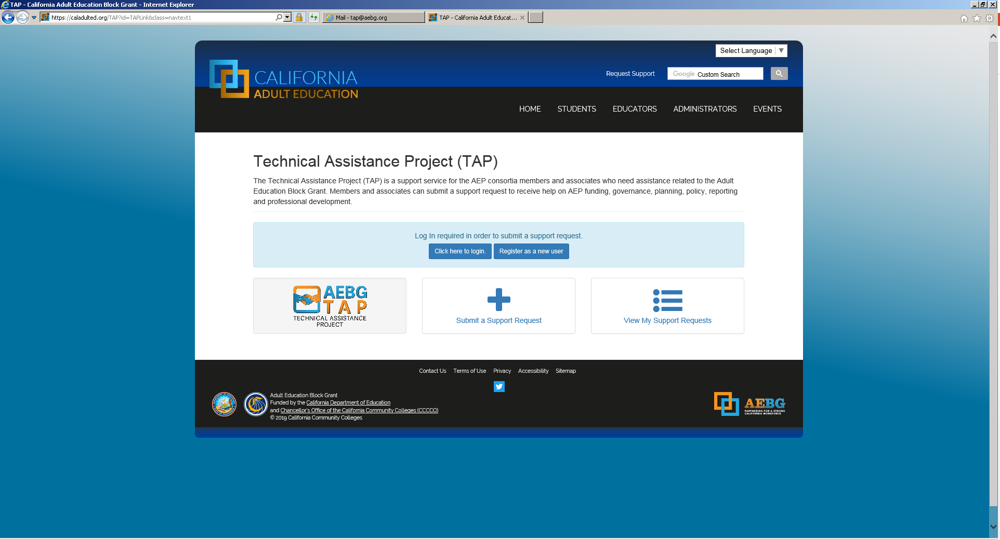 TAP - California Adult Education Block Grant - Internet Explorer
https://caladulted.org/TAP?id=TAPLink&class=navtext1
Mail - tap@aebg.org
TAP - California Adult Educat...
Select Language
Request Support
Google Custom Search
CALIFORNIA
ADULT EDUCATION
HOME STUDENTS EDUCATORS ADMINISTRATORS EVENTS
Technical Assistance Project (TAP)
The Technical Assistance Project (TAP) is a support service for the AEP consortia members and associates who need assistance related to the Adult
Education Block Grant. Members and associates can submit a support request to receive help on AEP funding, governance, planning, policy, reporting
and professional development.
Log In required in order to submit a support request.
Click here to login. Register as a new user
AEBG
TAP
TECHNICAL ASSISTANCE
PROJECT
Submit a Support Request
View My Support Requests
Contact Us Terms of Use Privacy Accessibility Sitemap
Adult Education Block Grant
Funded by the California Department of Education
and Chancellor's Office of the California Community Colleges (CCCCO)
© 2019 California Community Colleges
AEBG
PARTNERING FOR A STRONG
CALIFORNIA WORKFORCE